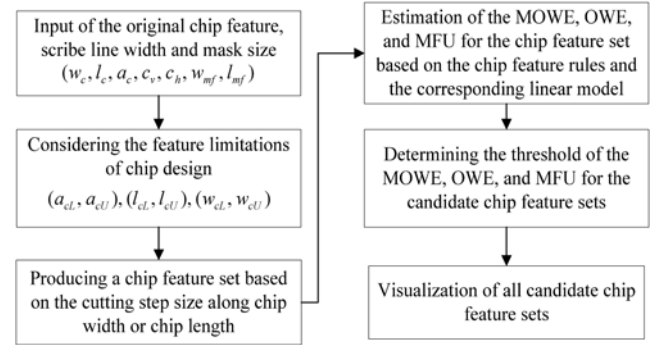 Input of the original chip feature,
scribe line width and mask size
(w_c, l_c, a_c, c_v, c_h, w_mf, l_mf)
Considering the feature limitations
of chip design
(a_cL, a_cU), (l_cL, l_cU), (w_cL, w_cU)
Producing a chip feature set based
on the cutting step size along chip
width or chip length
Estimation of the MOWE, OWE,
and MFU for the chip feature set
based on the chip feature rules and
the corresponding linear model
Determining the threshold of the
MOWE, OWE, and MFU for the
candidate chip feature sets
Visualization of all candidate chip
feature sets